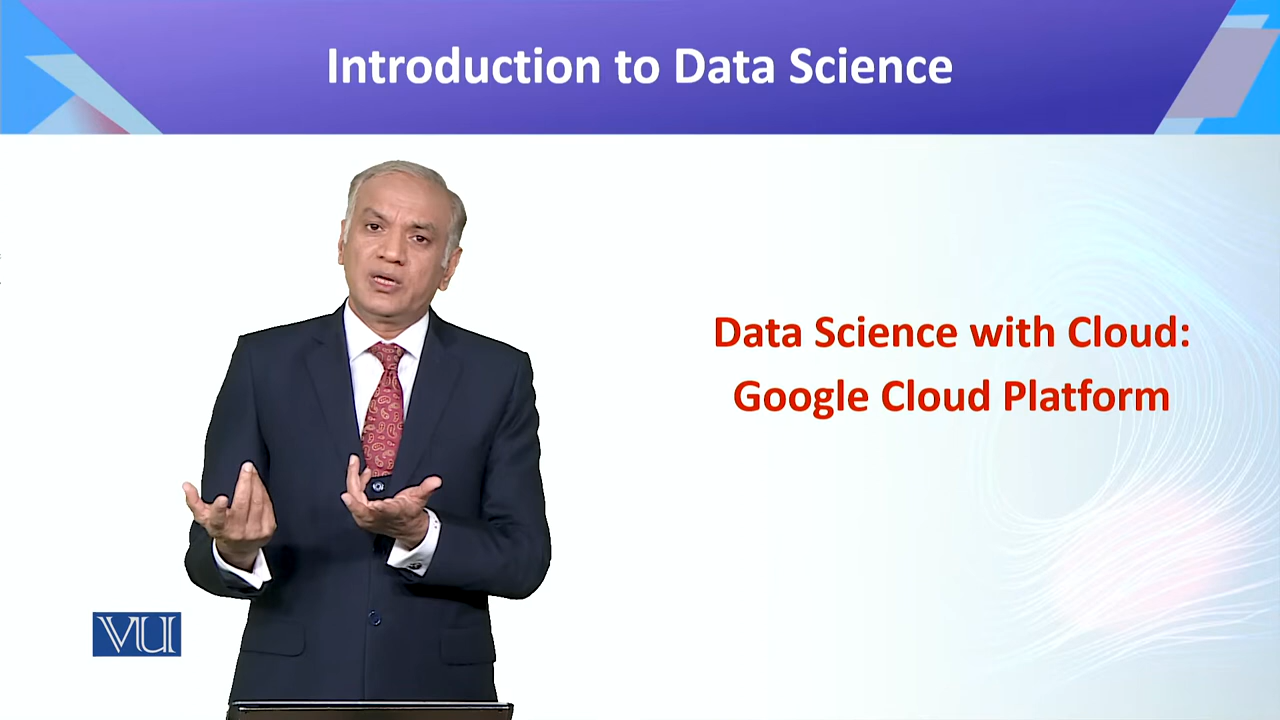 Introduction to Data Science
Data Science with Cloud:
Google Cloud Platform
VU